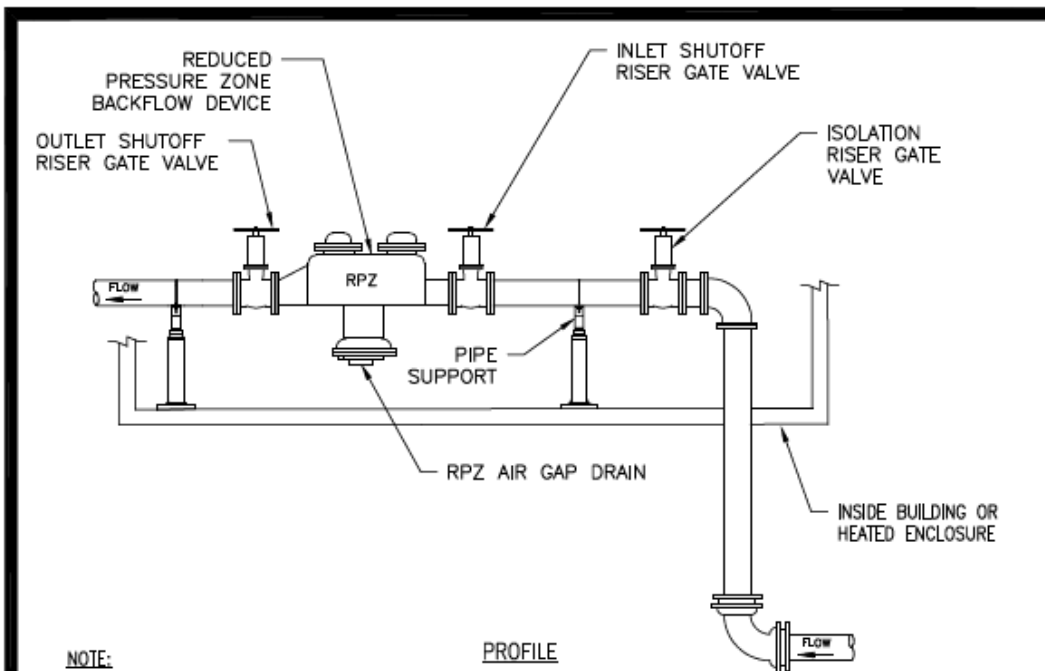 REDUCED
PRESSURE ZONE
BACKFLOW DEVICE
INLET SHUTOFF
RISER GATE VALVE
OUTLET SHUTOFF
RISER GATE VALVE
ISOLATION
RISER GATE
VALVE
FLOW
RPZ
PIPE
SUPPORT
RPZ AIR GAP DRAIN
INSIDE BUILDING OR
HEATED ENCLOSURE
FLOW
NOTE:
PROFILE